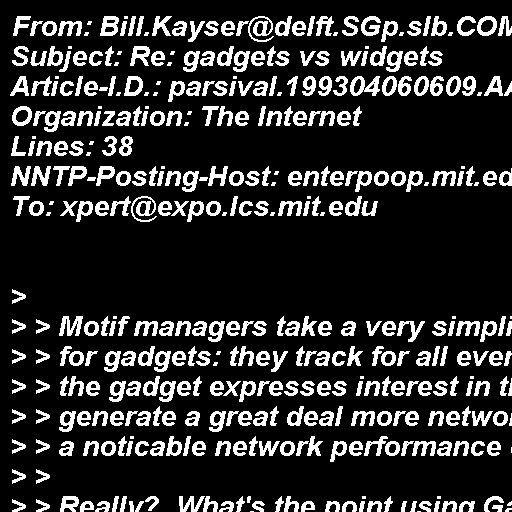 From: Bill.Kayser@delft.SGp.slb.COM
Subject: Re: gadgets vs widgets
Article-I.D.: parsival.199304060609.AA
Organization: The Internet
Lines: 38
NNTP-Posting-Host: enterpoop.mit.ed
To: xpert@expo.lcs.mit.edu
>
> > Motif managers take a very simpli
> > for gadgets: they track for all ever
> > the gadget expresses interest in th
> > generate a great deal more networ
> > a noticable network performance
> >
> > Really? What's the point using Ga